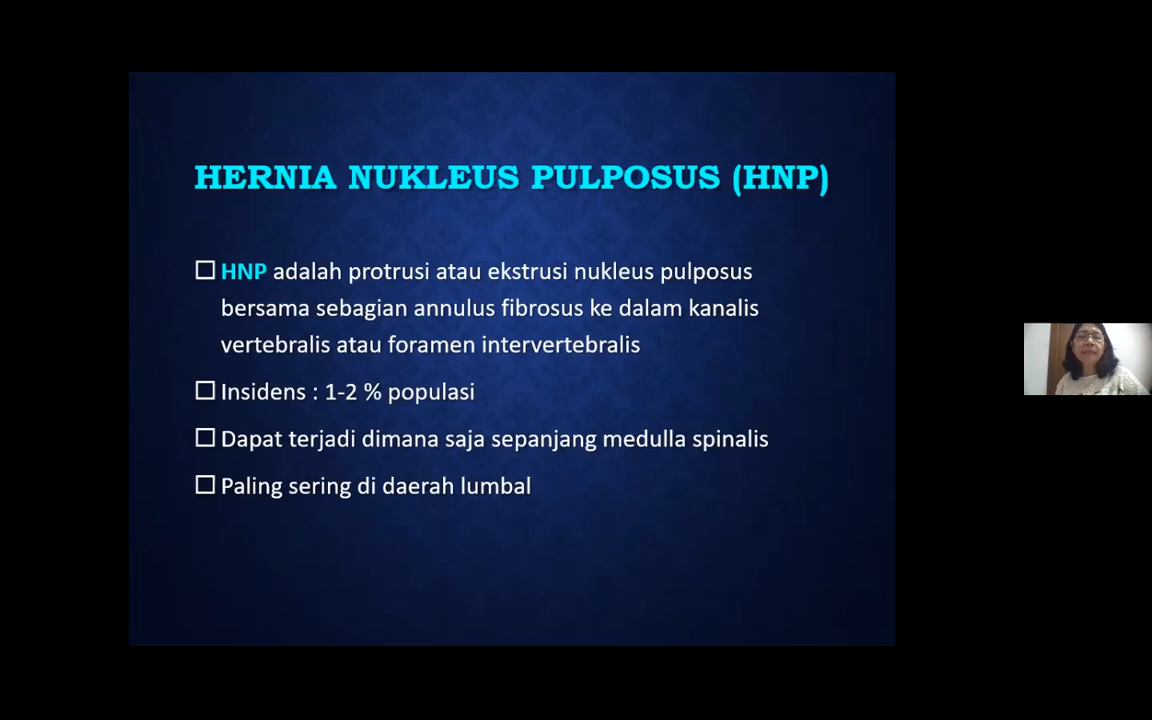 HERNIA NUKLEUS PULPOSUS (HNP)
HNP adalah protrusi atau ekstrusi nukleus pulposus
bersama sebagian annulus fibrosus ke dalam kanalis
vertebralis atau foramen intervertebralis
Insidens : 1-2 % populasi
Dapat terjadi dimana saja sepanjang medulla spinalis
Paling sering di daerah lumbal